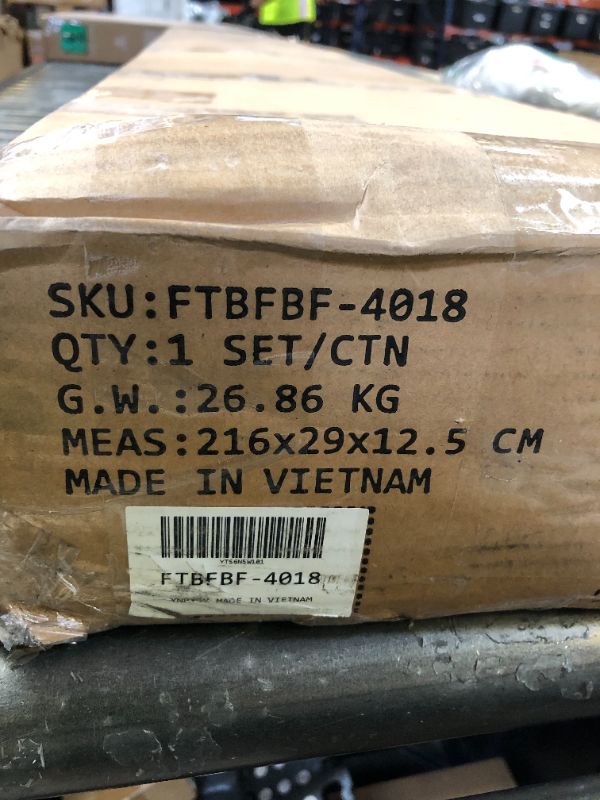 SKU:FTBFBF-4018
QTY:1 SET/CTN
G.W.:26.86 KG
MEAS:216x29x12.5 CM
MADE IN VIETNAM
FTBFBF-4018
MADE IN VIETNAM